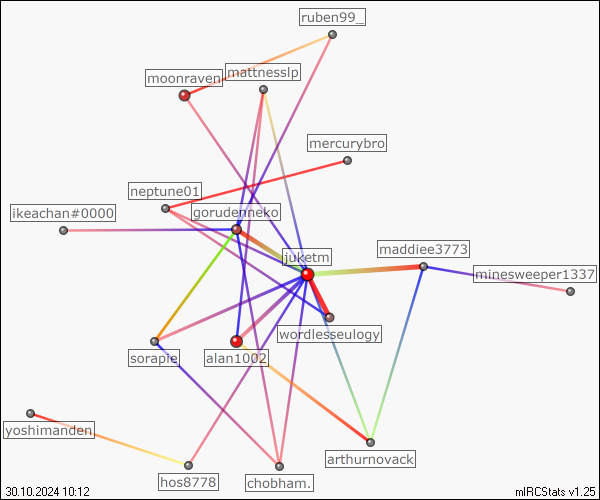 ruben99_
moonraven
mattnesslp
mercurybro
neptune01
ikeachan#0000
gorudenneko
juketm
maddiee3773
minesweeper1337
wordlesseulogy
sorapie
alan1002
yoshimanden.
arthurnovack
hos8778
chobham.
30.10.2024 10:12
mIRCStats v1.25